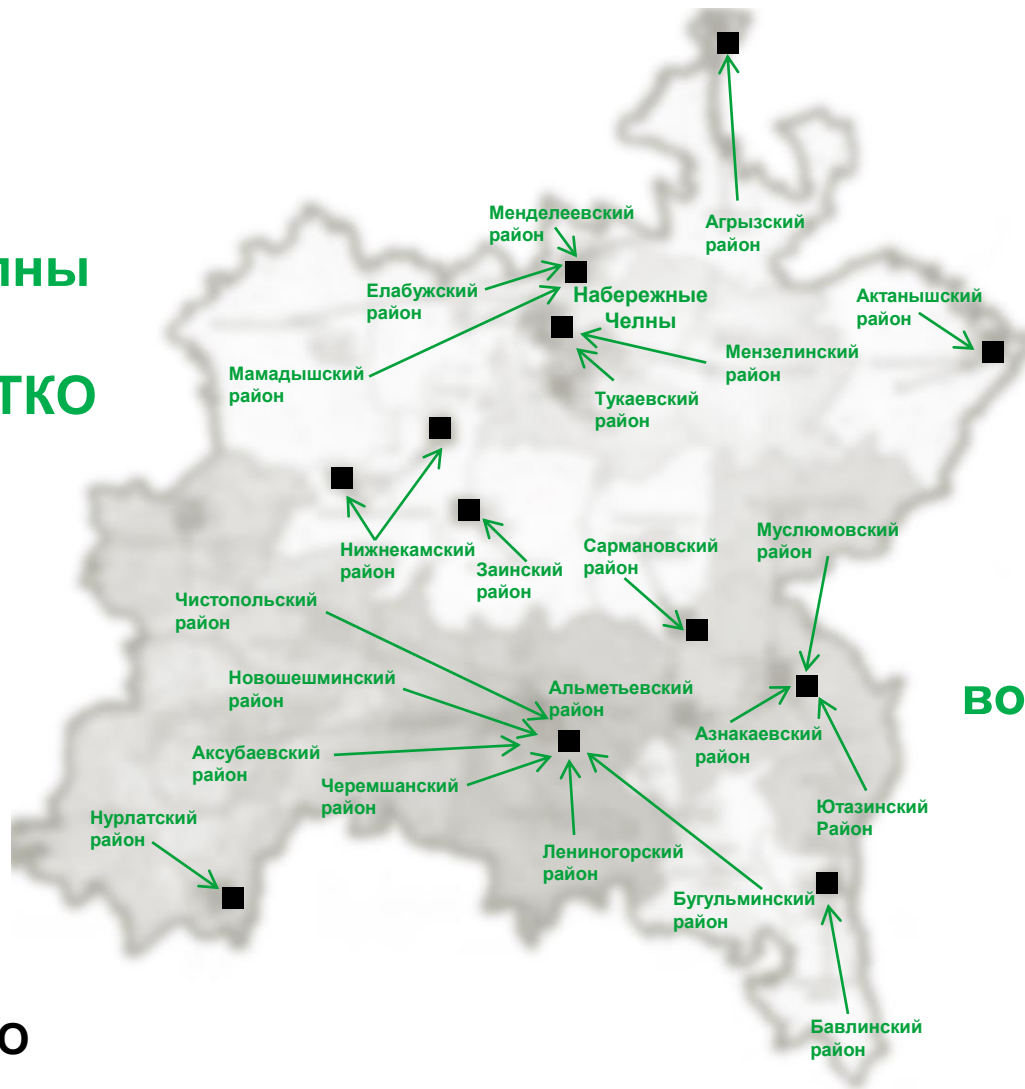 Менделеевский
район
Агрызский
район
лны
Елабужский
район
Набережные
Челны
Актанышский
район
Мамадышский
район
Мензелинский
район
ТКО
Тукаевский
район
Муслюмовский
район
Нижнекамский
район
Заинский
район
Сармановский
район
Чистопольский
район
Новошешминский
район
Альметьевский
район
во
Азнакаевский
район
Аксубаевский
район
Черемшанский
район
Ютазинский
Район
Нурлатский
район
Лениногорский
район
Бугульминский
район
Бавлинский
район
О